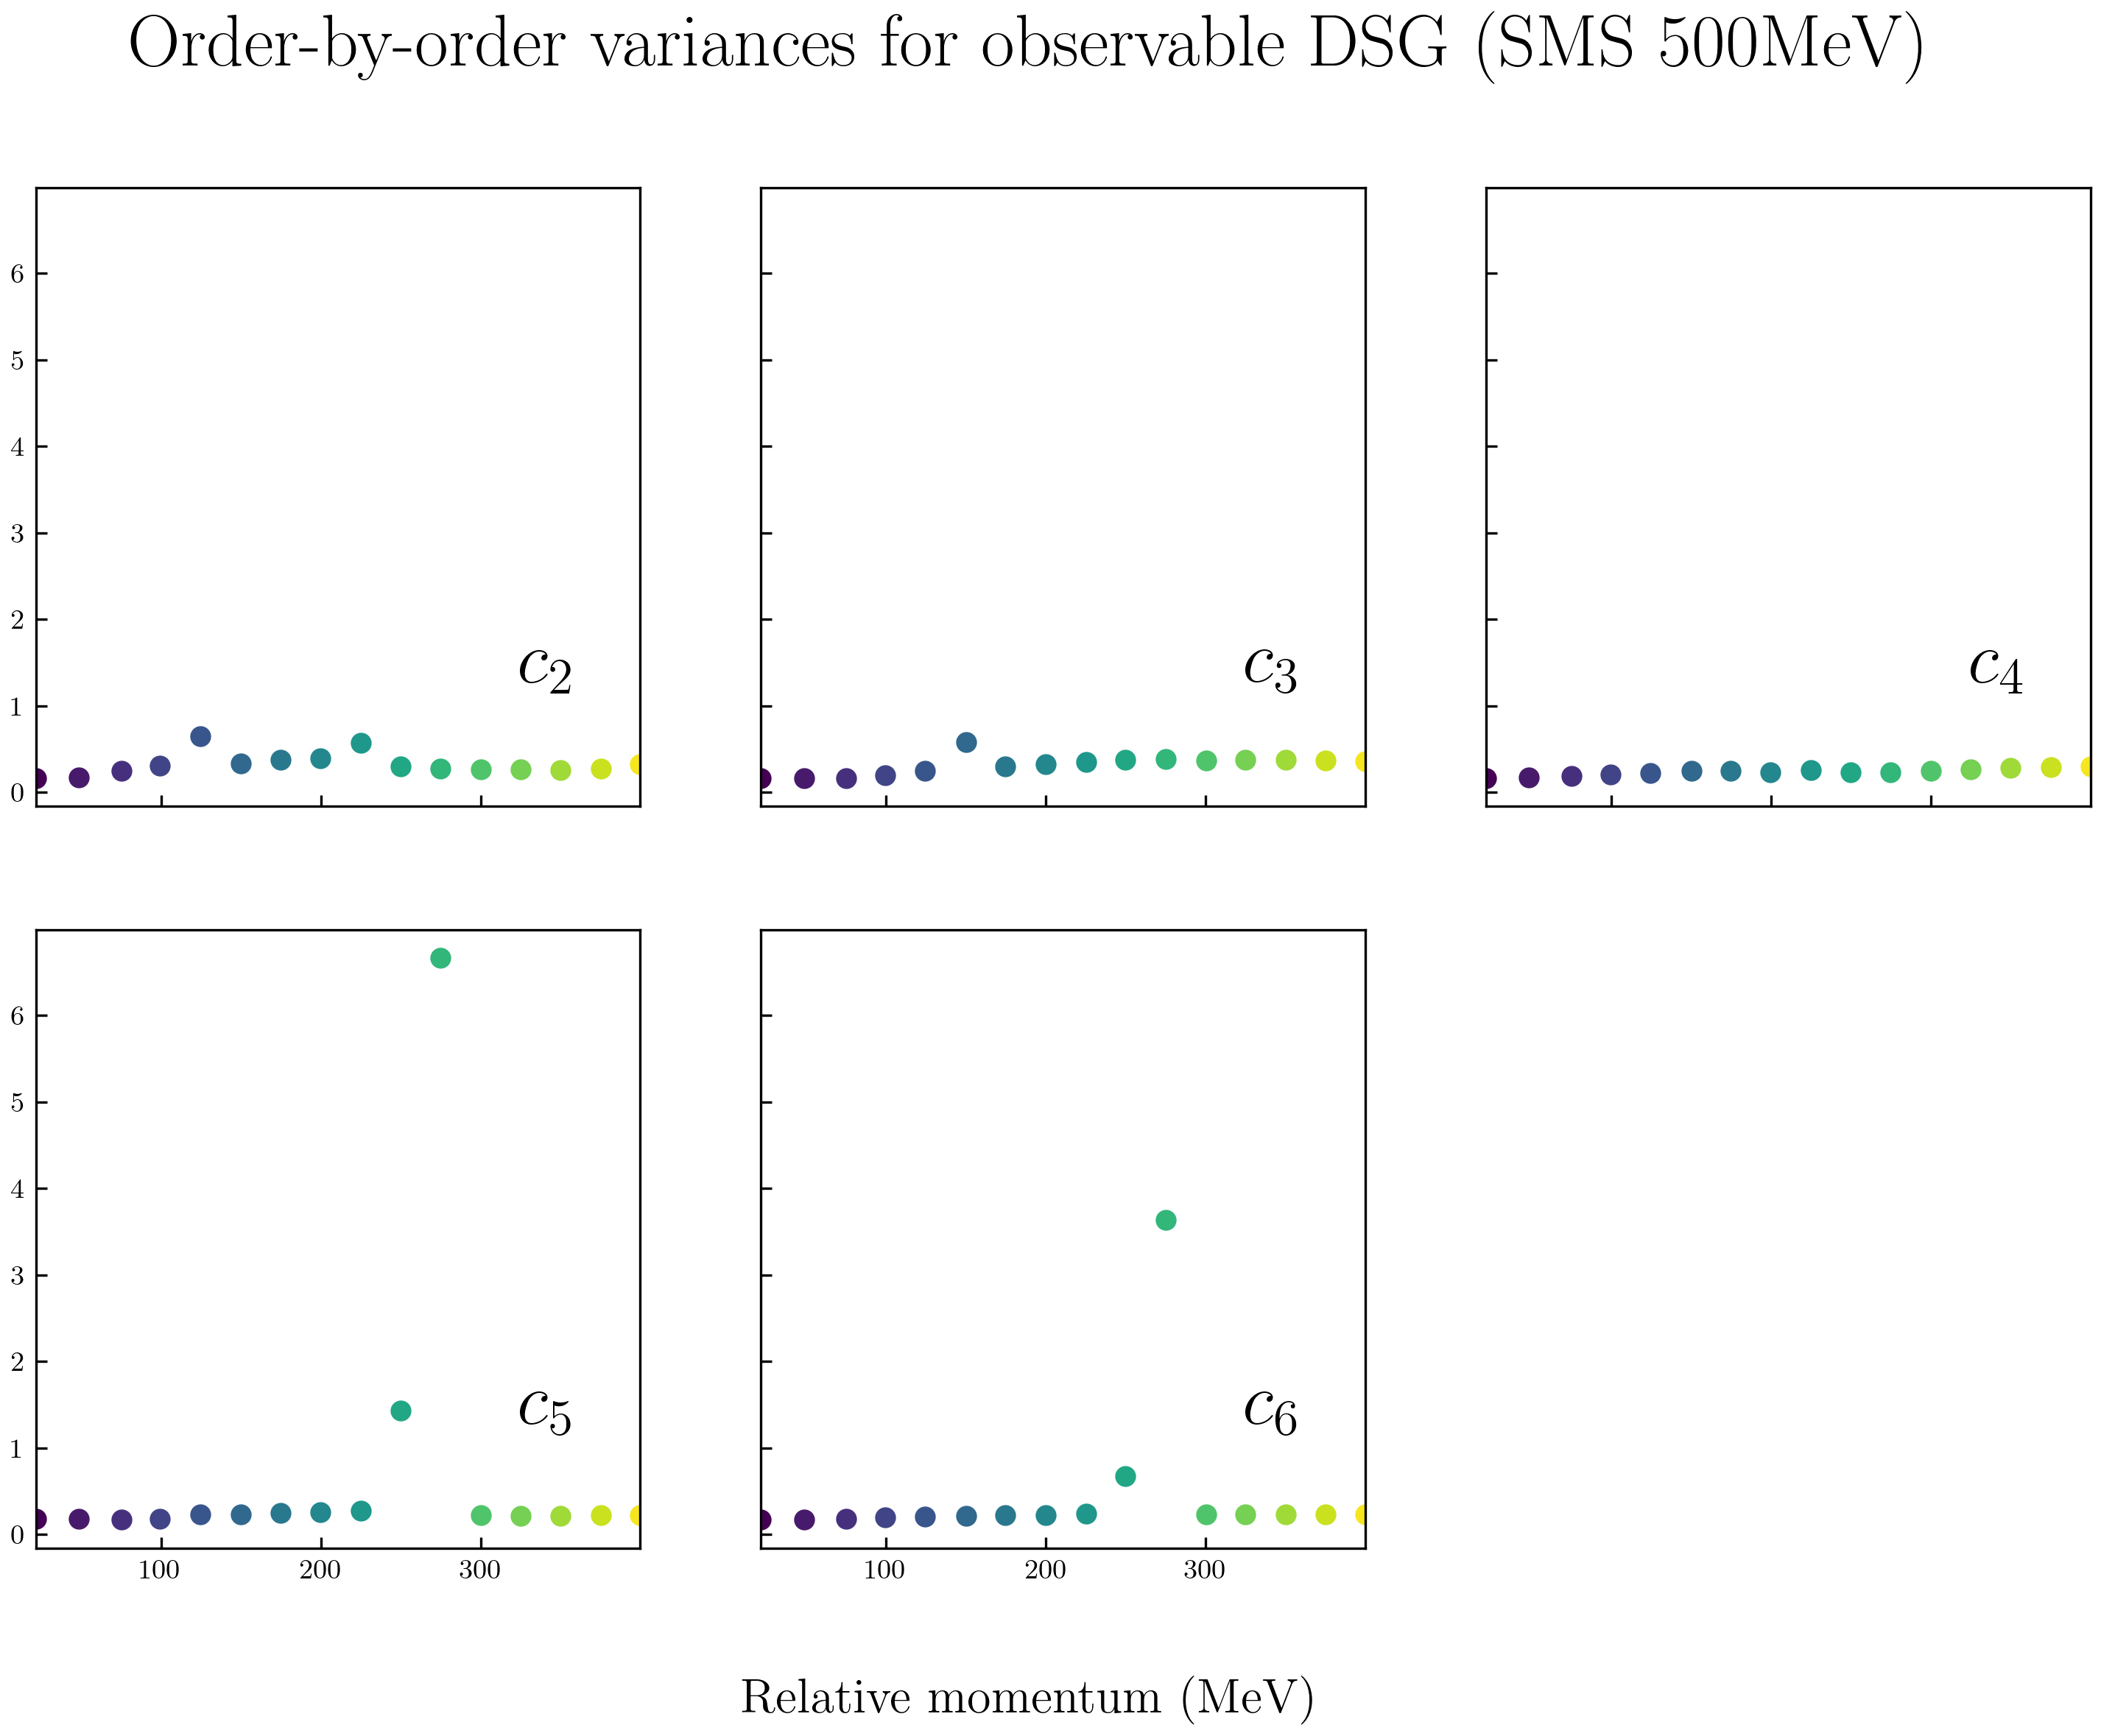 Order-by-order variances for observable DSG (SMS 500MeV)
6
5
4
3
2
1
0
c2
c3
c4
6
5
4
3
2
1
0
c5
c6
100 200 300
100 200 300
Relative momentum (MeV)